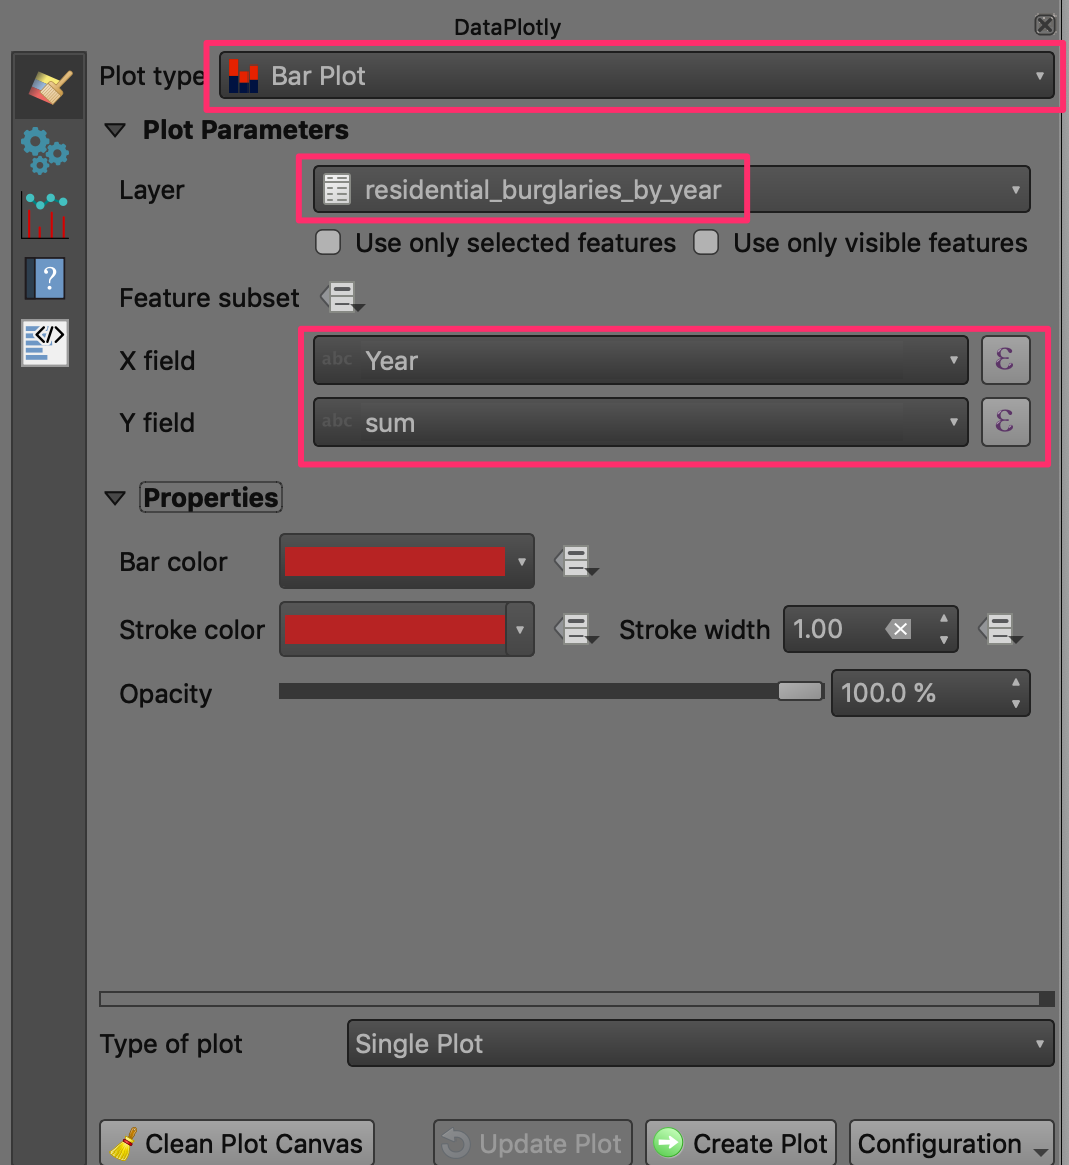 DataPlotly
Plot type Bar Plot
Plot Parameters
Layer residential_burglaries_by_year
Use only selected features Use only visible features
Feature subset
X field abc Year ε
Y field abc sum ε
Properties
Bar color
Stroke color Stroke width 1.00
Opacity 100.0 %
Type of plot Single Plot
Clean Plot Canvas Update Plot Create Plot Configuration